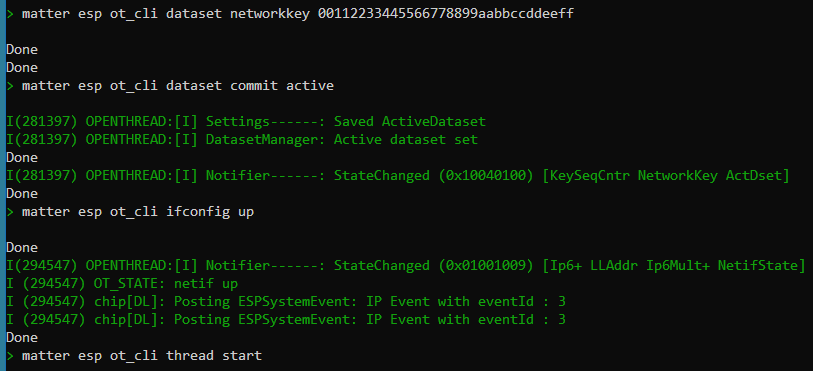 > matter esp ot_cli dataset networkkey 00112233445566778899aabbccddeeff
Done
Done
> matter esp ot_cli dataset commit active
I(281397) OPENTHREAD:[I] Settings------: Saved ActiveDataset
I(281397) OPENTHREAD:[I] DatasetManager: Active dataset set
Done
I(281397) OPENTHREAD:[I] Notifier------: StateChanged (0x10040100) [KeySeqCntr NetworkKey ActDset]
Done
> matter esp ot_cli ifconfig up
Done
I(294547) OPENTHREAD:[I] Notifier------: StateChanged (0x01001009) [Ip6+ LLAddr Ip6Mult+ NetifState]
I (294547) OT_STATE: netif up
I (294547) chip[DL]: Posting ESPSystemEvent: IP Event with eventId : 3
I (294547) chip[DL]: Posting ESPSystemEvent: IP Event with eventId : 3
Done
> matter esp ot_cli thread start